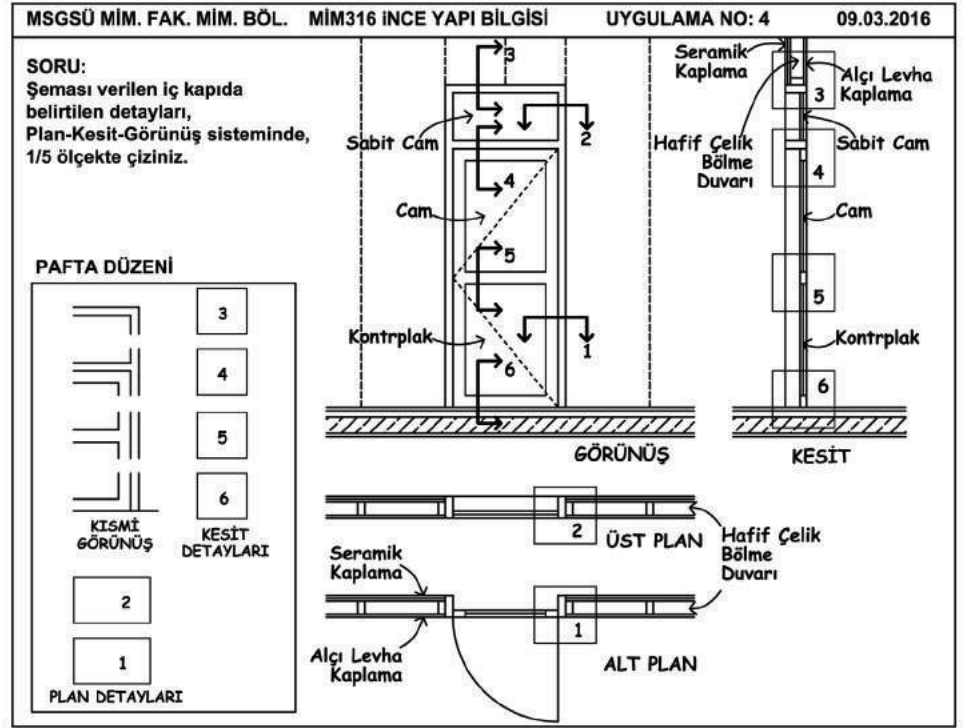 MSGSÜ MİM. FAK. MİM. BÖL. MİM316 iNCE YAPI BİLGİSİ UYGULAMA NO: 4 09.03.2016
SORU:
Şeması verilen iç kapıda
belirtilen detayları,
Plan-Kesit-Görünüş sisteminde,
1/5 ölçekte çiziniz.
PAFTA DÜZENİ
3
4
5
6
KISMİ
GÖRÜNÜŞ
KESİT
DETAYLARI
2
1
PLAN DETAYLARI
3
Sabit Cam
2
4
Cam
5
Kontrplak
1
6
GÖRÜNÜŞ
Seramik
Kaplama
Alçı Levha
Kaplama
3
Hafif Çelik
Bölme
Duvarı
Sabit Cam
4
Cam
5
Kontrplak
6
KESİT
2
ÜST PLAN
Hafif Çelik
Bölme
Duvarı
Seramik
Kaplama
1
Alçı Levha
Kaplama
ALT PLAN